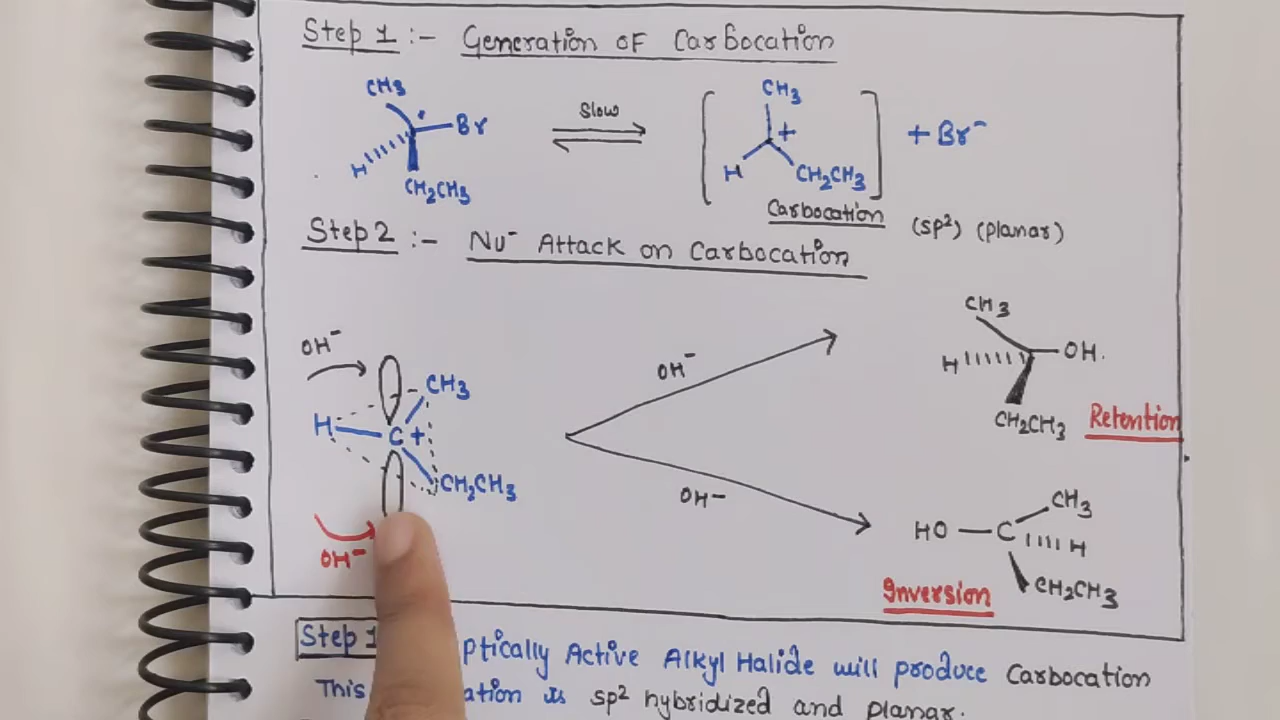 Step 1 :- Generation of Carbocation
CH3
Br
H
CH2CH3
Slow
CH3
+
H
CH2CH3
+ Br⁻
Carbocation (sp²) (planar)
Step 2 :- Nu⁻ Attack on Carbocation
OH⁻
CH3
H
C +
CH2CH3
OH⁻
OH⁻
OH⁻
CH3
H
OH.
CH2CH3
Retention
HO
C
CH3
H
CH2CH3
Inversion
Step 1 ptically Active Alkyl Halide will produce Carbocation
This ation is sp² hybridized and planar.